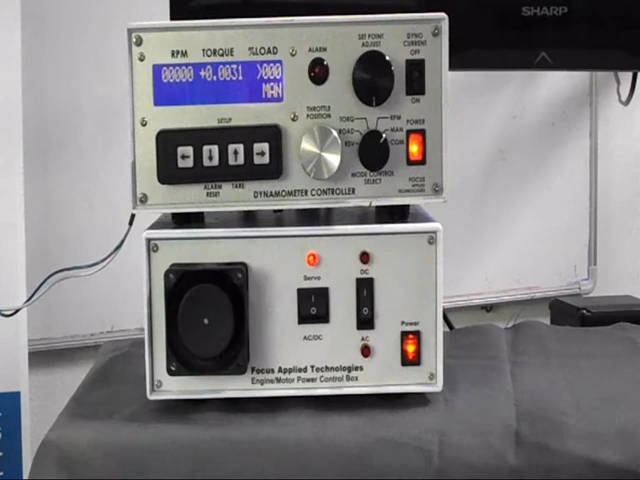 SHARP
RPM TORQUE %LOAD
00000 +0.0031 >000
MAN
ALARM
SET POINT
ADJUST
DYNO
CURRENT
OFF
ON
THROTTLE
POSITION
SETUP
ALARM
RESET
TARE
TORQ
ROAD
RSV
RPM
MAN
COM
MODE CONTROL
SELECT
POWER
DYNAMOMETER CONTROLLER
FOCUS
APPLIED
TECHNOLOGIES
Servo
DC
I
O
I
O
AC/DC
AC
Power
Focus Applied Technologies
Engine/Motor Power Control Box